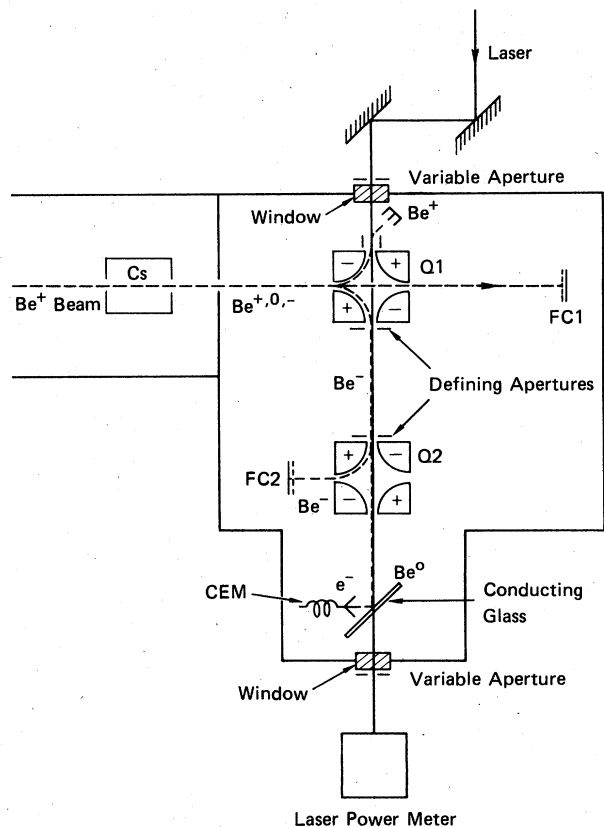 Laser
Variable Aperture
Window
Be⁺
Cs
− +
Q1
Be⁺ Beam
Be⁺,⁰,⁻
+ −
FC1
Be⁻
Defining Apertures
+ −
Q2
FC2
Be⁻
− +
CEM
e⁻
Be⁰
Conducting
Glass
Window
Variable Aperture
Laser Power Meter